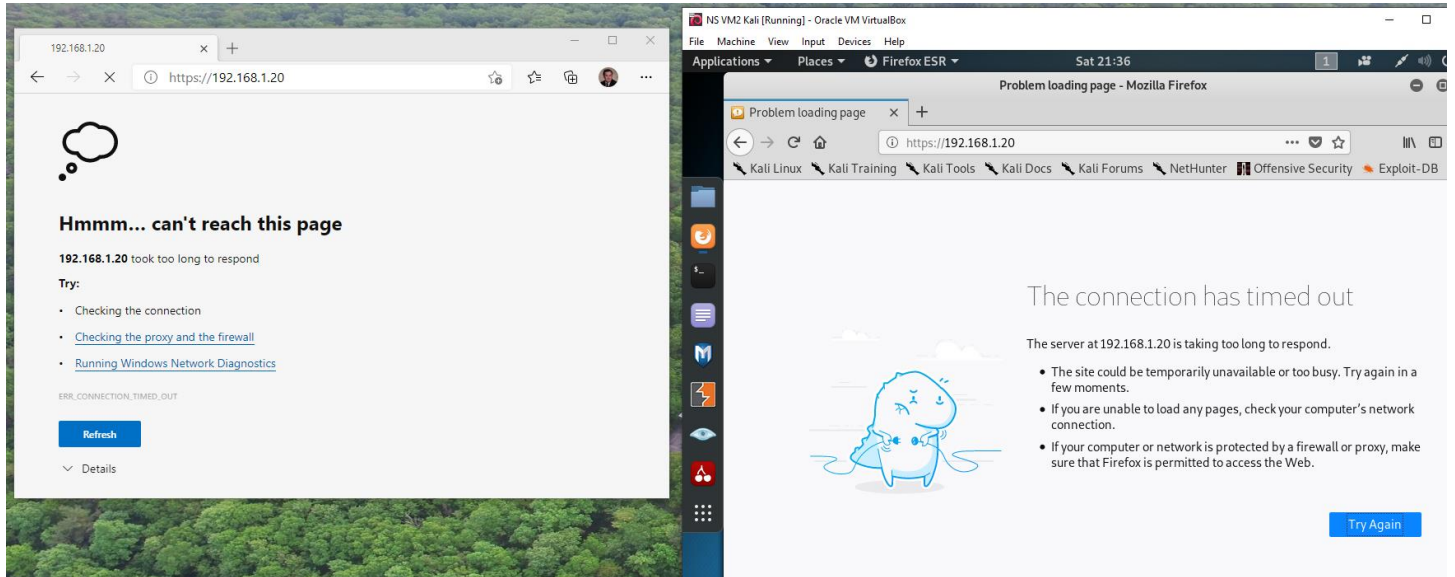 192.168.1.20
https://192.168.1.20
Hmmm... can't reach this page
192.168.1.20 took too long to respond
Try:
• Checking the connection
• Checking the proxy and the firewall
• Running Windows Network Diagnostics
ERR_CONNECTION_TIMED_OUT
Refresh
Details
NS VM2 Kali [Running] - Oracle VM VirtualBox
File Machine View Input Devices Help
Applications Places Firefox ESR Sat 21:36 1
Problem loading page - Mozilla Firefox
Problem loading page
https://192.168.1.20
Kali Linux Kali Training Kali Tools Kali Docs Kali Forums NetHunter Offensive Security Exploit-DB
The connection has timed out
The server at 192.168.1.20 is taking too long to respond.
• The site could be temporarily unavailable or too busy. Try again in a
few moments.
• If you are unable to load any pages, check your computer's network
connection.
• If your computer or network is protected by a firewall or proxy, make
sure that Firefox is permitted to access the Web.
Try Again